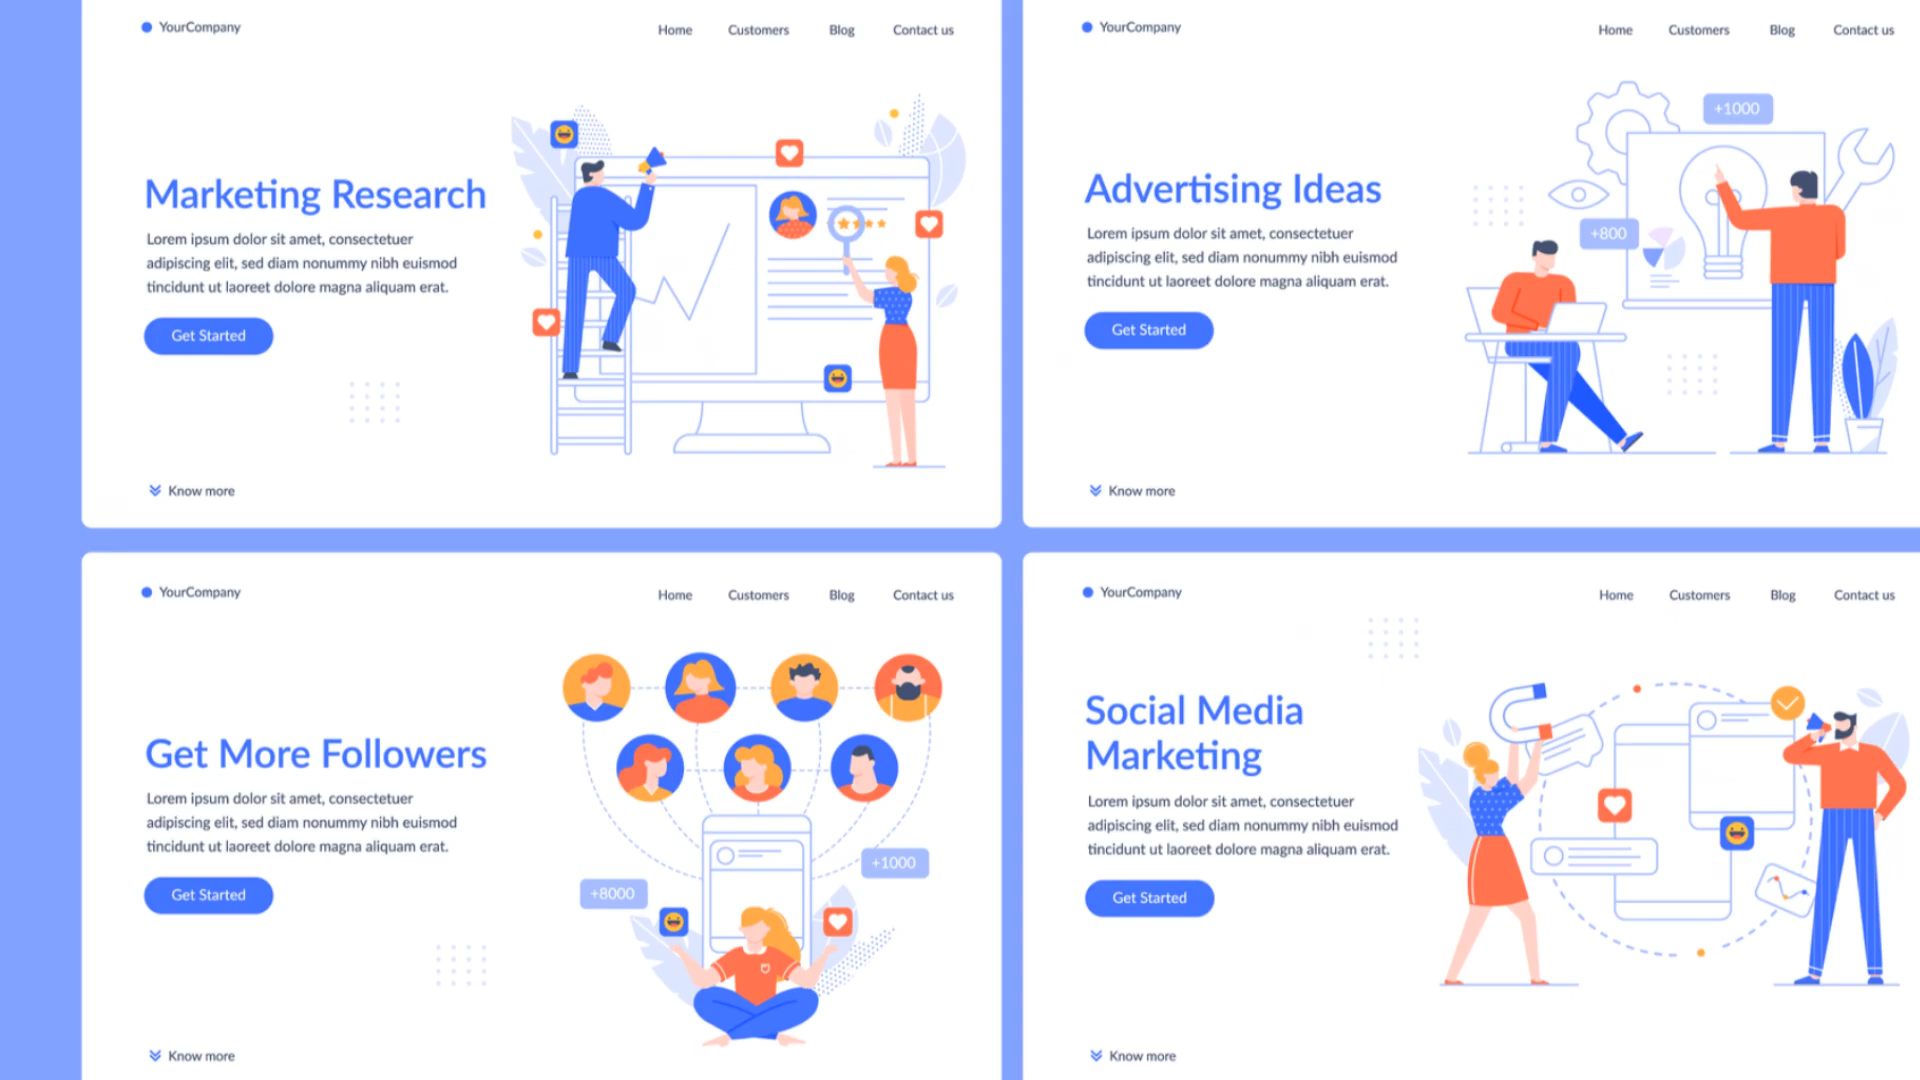 YourCompany
Home Customers Blog Contact us
Marketing Research
Lorem ipsum dolor sit amet, consectetuer
adipiscing elit, sed diam nonummy nibh euismod
tincidunt ut laoreet dolore magna aliquam erat.
Get Started
Know more
YourCompany
Home Customers Blog Contact us
+1000
Advertising Ideas
+800
Lorem ipsum dolor sit amet, consectetuer
adipiscing elit, sed diam nonummy nibh euismod
tincidunt ut laoreet dolore magna aliquam erat.
Get Started
Know more
YourCompany
Home Customers Blog Contact us
Get More Followers
Lorem ipsum dolor sit amet, consectetuer
adipiscing elit, sed diam nonummy nibh euismod
tincidunt ut laoreet dolore magna aliquam erat.
+1000
+8000
Get Started
Know more
YourCompany
Home Customers Blog Contact us
Social Media
Marketing
Lorem ipsum dolor sit amet, consectetuer
adipiscing elit, sed diam nonummy nibh euismod
tincidunt ut laoreet dolore magna aliquam erat.
Get Started
Know more